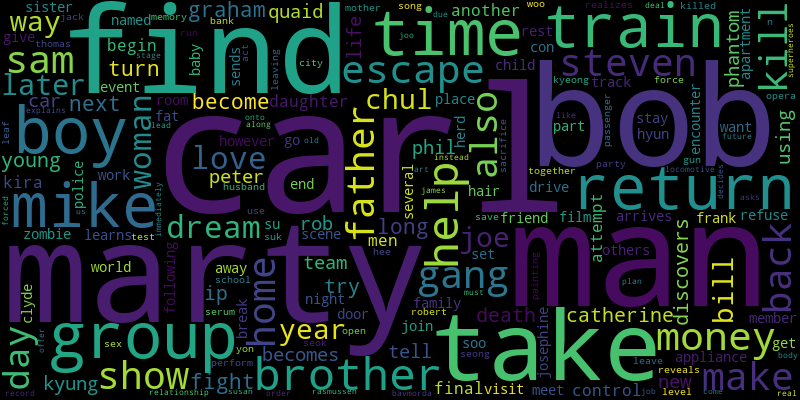 find
carl
bob
man
marty
take
train
time
return
kill
boy
mike
group
gang
brother
father
help
also
money
dream
show
home
love
day
year
woman
steven
escape
back
way
sam
later
make
sister
named
graham
quaid
another
mother
song
woo
realizes
deal
killed
superheroes
jack
memory
bank
thomas
give
begin
sends
life
rest
con
joo
phantom
apartment
opera
turn
stage
baby
act
leaving
run
city
child
kyeong
force
event
car
next
room
become
chul
place
track
passenger
encounter
using
leaf
explains
lead
fat
daughter
onto
along
herd
sacrifice
like
stay
hyun
part
want
future
young
work
police
however
go
old
phil
art
instead
gun
party
kira
us
immediately
peter
husband
end
several
james
hair
drive
together
locomotive
decides
asks
forced
zombie
learns
test
use
su
rob
scene
suk
hee
long
men
save
friend
film
arrives
frank
refuse
joe
set
attempt
others
discovers
painting
plan
bill
world
away
team
following
school
serum
night
try
door
family
must
death
catherine
member
clyde
offer
ip
break
open
robert
join
soo
seong
josephine
leave
appliance
get
body
kyung
sex
yon
becomes
seok
tell
new
reveals
record
relationship
fight
susan
perform
order
rasmussen
baymorda
final
visit
meet
control
job
level
come
real